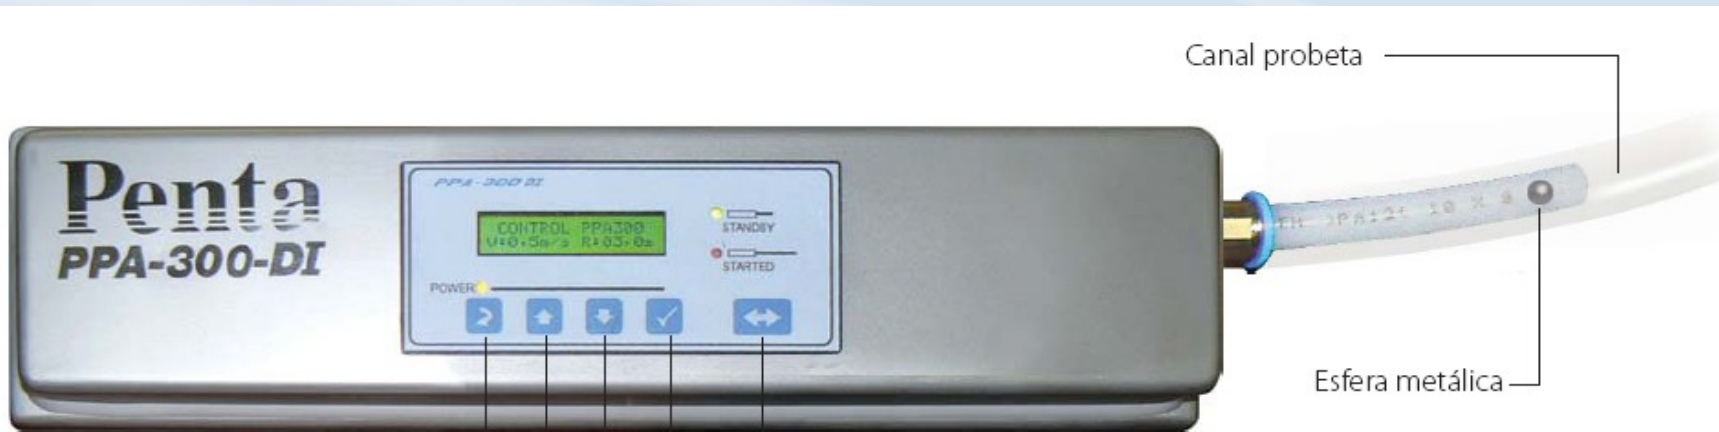 Canal probeta
Penta
PPA-300-DI
PPA-300 DI
CONTROL PPA300
V:0.5m/s R:03.0m
STANDBY
STARTED
POWER
Esfera metálica